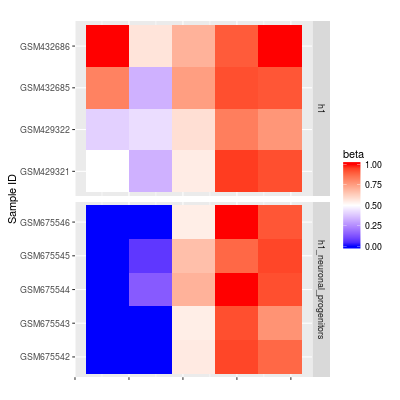 Sample ID
GSM432686
GSM432685
GSM429322
GSM429321
h1
GSM675546
GSM675545
GSM675544
GSM675543
GSM675542
h1_neuronal_progenitors
beta
1.00
0.75
0.50
0.25
0.00